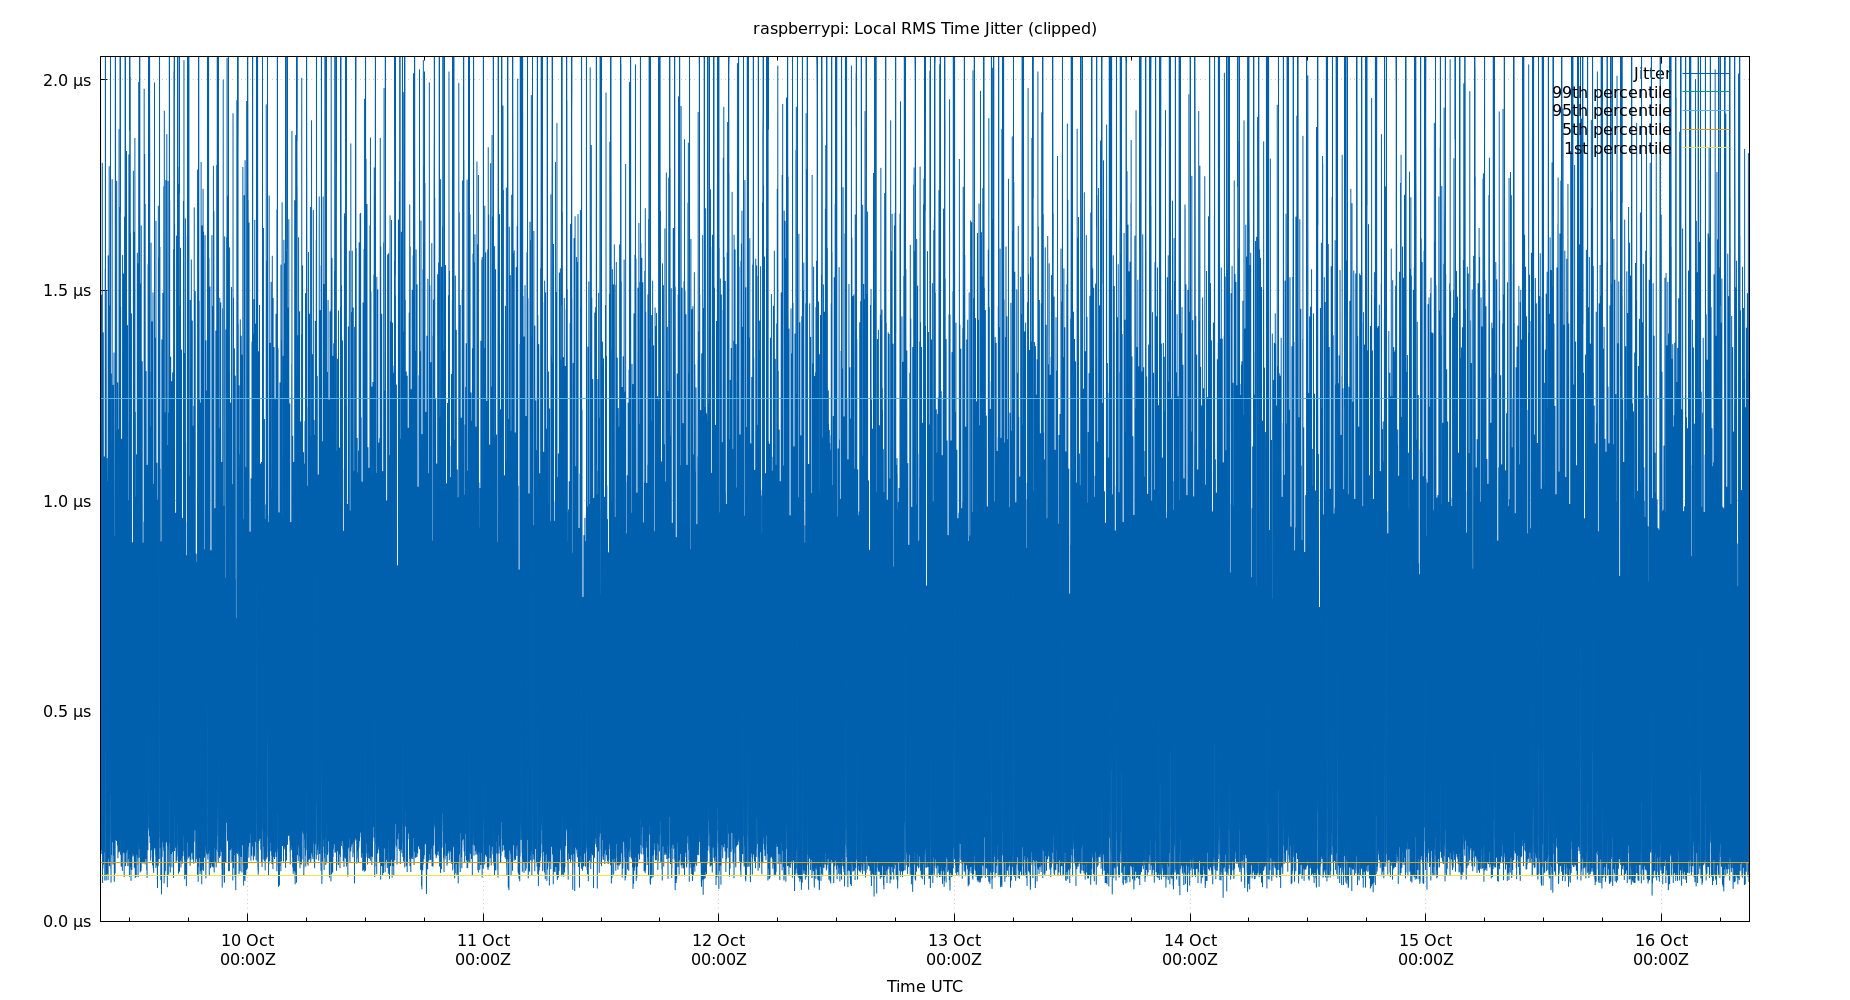 raspberrypi: Local RMS Time Jitter (clipped)
2.0 µs
1.5 µs
1.0 µs
0.5 µs
0.0 µs
Jitter
99th percentile
95th percentile
5th percentile
1st percentile
10 Oct 11 Oct 12 Oct 13 Oct 14 Oct 15 Oct 16 Oct
00:00Z 00:00Z 00:00Z 00:00Z 00:00Z 00:00Z 00:00Z
Time UTC